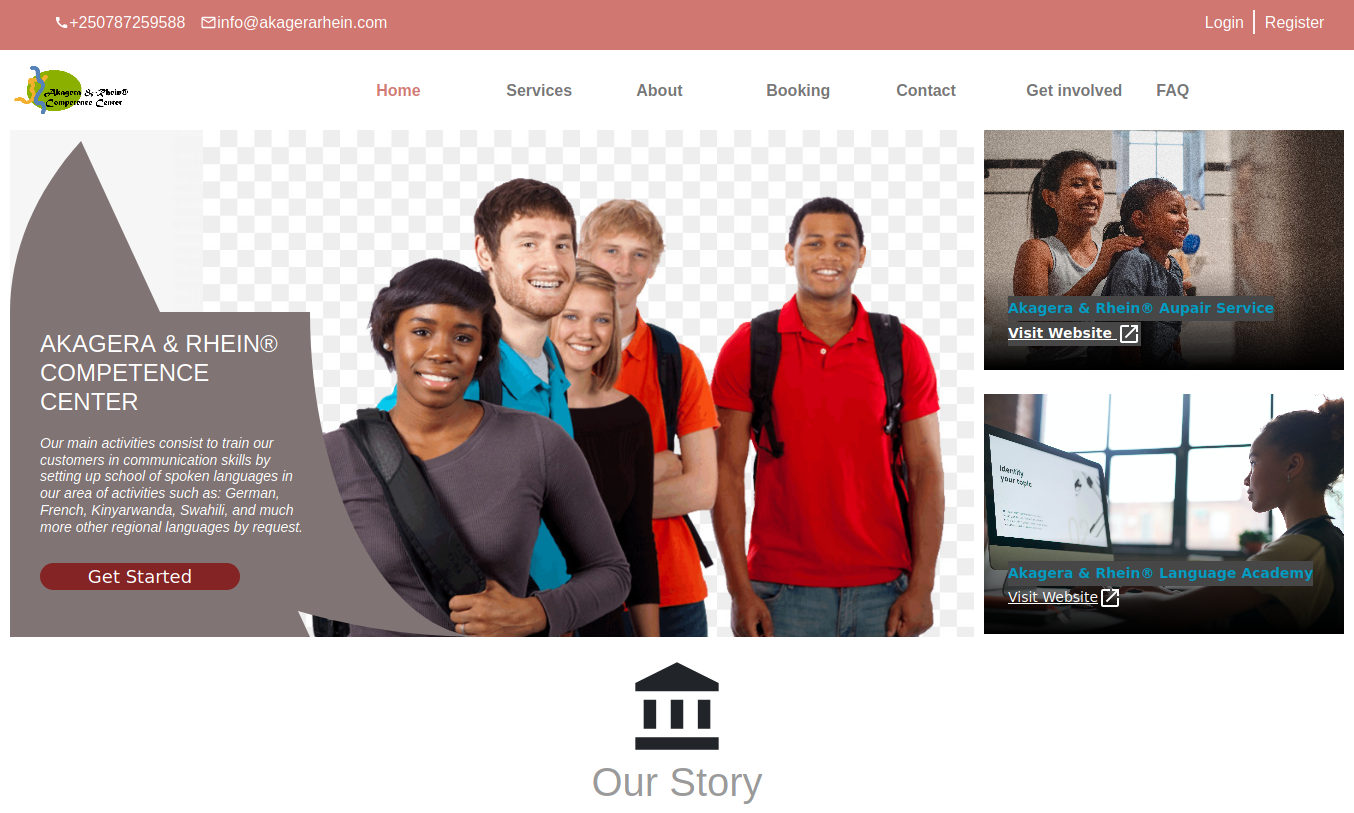 +250787259588 info@akagerarhein.com Login Register
Akagera & Rhein®
Competence Center
Home Services About Booking Contact Get involved FAQ
AKAGERA & RHEIN®
COMPETENCE
CENTER
Our main activities consist to train our
customers in communication skills by
setting up school of spoken languages in
our area of activities such as: German,
French, Kinyarwanda, Swahili, and much
more other regional languages by request.
Get Started
Akagera & Rhein® Aupair Service
Visit Website
Identify
your topic
Akagera & Rhein® Language Academy
Visit Website
Our Story